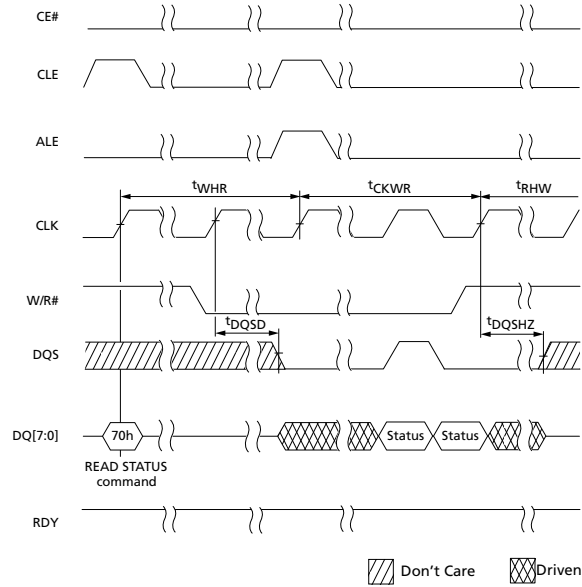 CE#
CLE
ALE
tWHR tCKWR tRHW
CLK
W/R#
tDQSD tDQSHZ
DQS
DQ[7:0] 70h Status Status
READ STATUS
command
RDY
Don't Care Driven